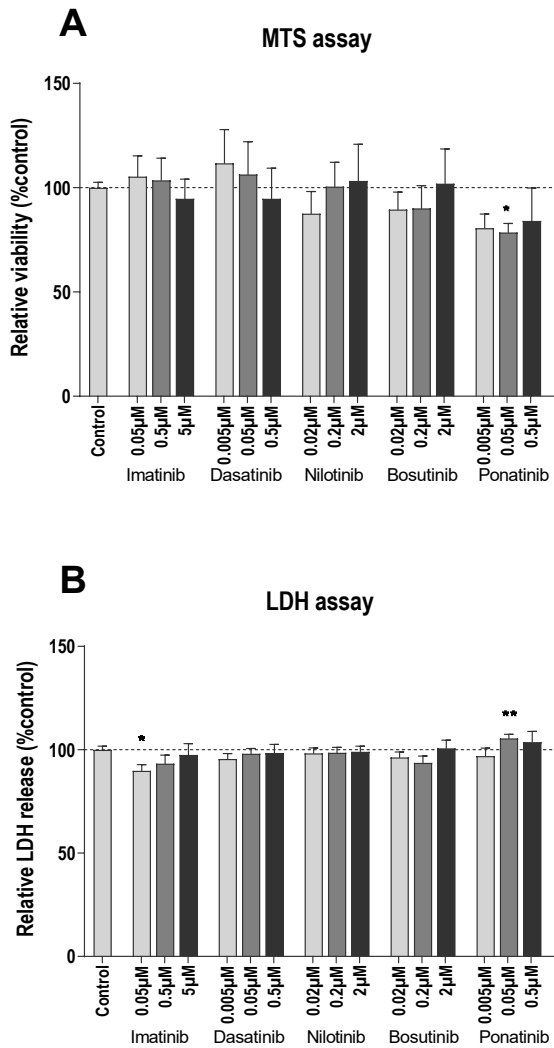 A
MTS assay
Relative viability (%control)
150
100
50
0
*
Control
0.05µM
0.5µM
5µM
0.005µM
0.05µM
0.5µM
0.02µM
0.2µM
2µM
0.02µM
0.2µM
2µM
0.005µM
0.05µM
0.5µM
Imatinib Dasatinib Nilotinib Bosutinib Ponatinib
B
LDH assay
Relative LDH release (%control)
150
100
50
0
*
**
Control
0.05µM
0.5µM
5µM
0.005µM
0.05µM
0.5µM
0.02µM
0.2µM
2µM
0.02µM
0.2µM
2µM
0.005µM
0.05µM
0.5µM
Imatinib Dasatinib Nilotinib Bosutinib Ponatinib